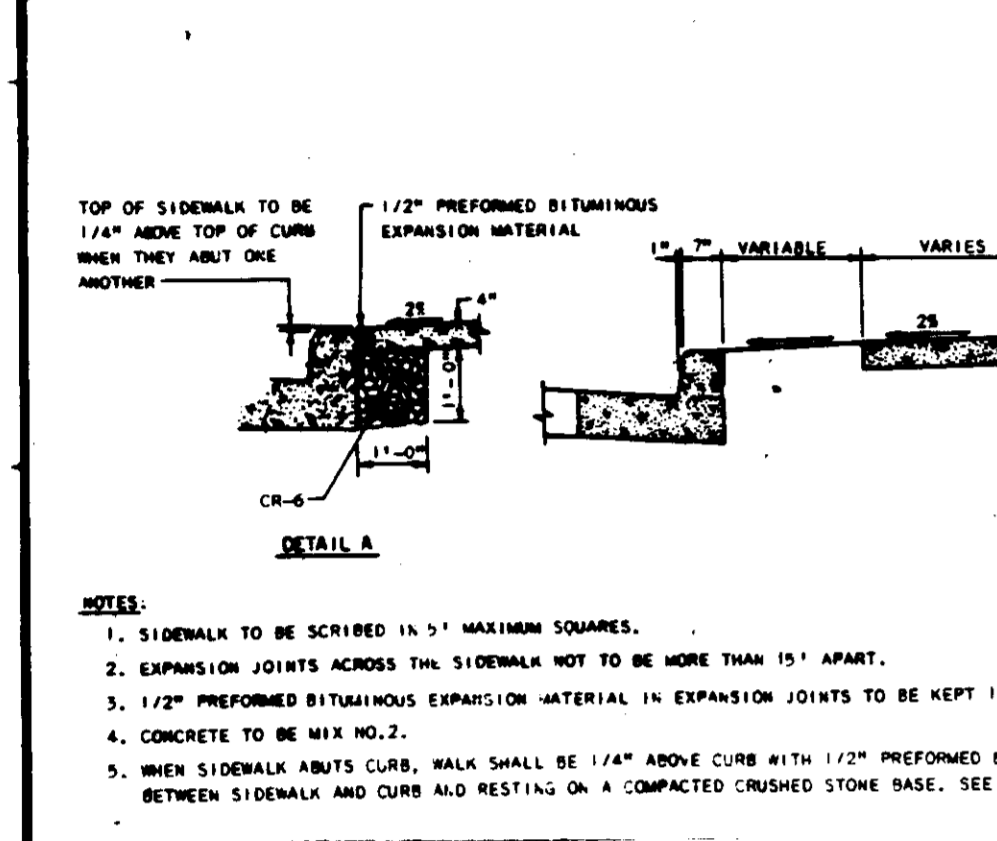 TOP OF SIDEWALK TO BE
1/4" ABOVE TOP OF CURB
WHEN THEY ABUT ONE
ANOTHER
1/2" PREFORMED BITUMINOUS
EXPANSION MATERIAL
2%
4"
1'-0"
1'-0"
CR-6
DETAIL A
1" 7" VARIABLE VARIES
2%
NOTES:
1. SIDEWALK TO BE SCRIBED IN 5' MAXIMUM SQUARES.
2. EXPANSION JOINTS ACROSS THE SIDEWALK NOT TO BE MORE THAN 15' APART.
3. 1/2" PREFORMED BITUMINOUS EXPANSION MATERIAL IN EXPANSION JOINTS TO BE KEPT
4. CONCRETE TO BE MIX NO.2.
5. WHEN SIDEWALK ABUTS CURB, WALK SHALL BE 1/4" ABOVE CURB WITH 1/2" PREFORMED
BETWEEN SIDEWALK AND CURB AND RESTING ON A COMPACTED CRUSHED STONE BASE. SEE